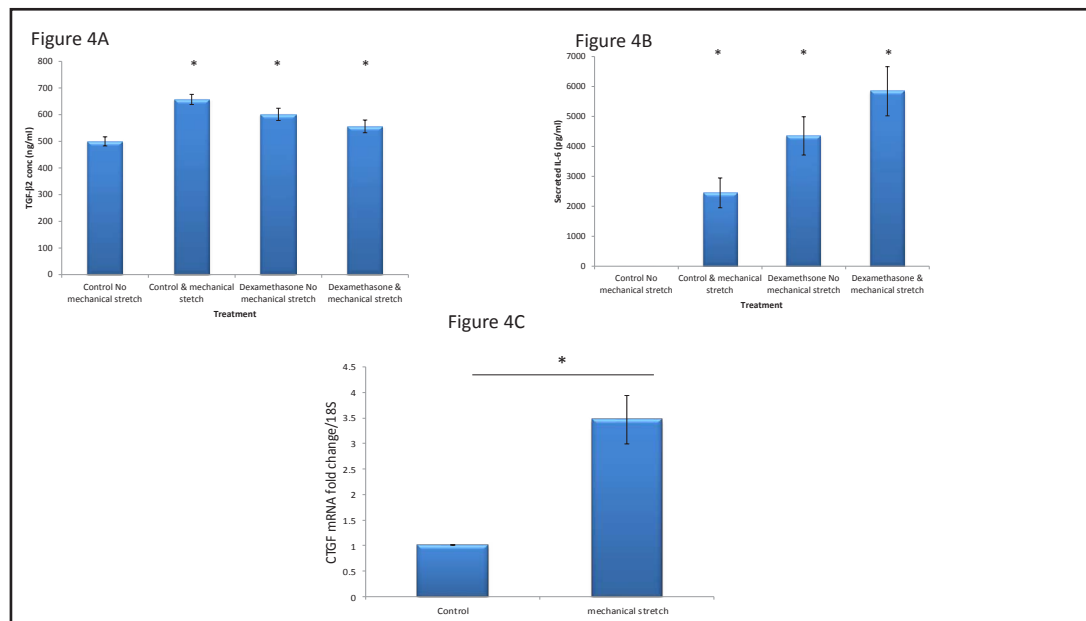 Figure 4A
TGF-β2 conc (ng/ml)
800
700
600
500
400
300
200
100
0
* * *
Control No mechanical stretch
Control & mechanical stetch
Dexamethasone No mechanical stretch
Dexamethasone & mechanical stretch
Treatment
Figure 4B
Secreted IL-6 (pg/ml)
7000
6000
5000
4000
3000
2000
1000
0
* * *
Control No mechanical stretch
Control & mechanical stretch
Dexamethsone No mechanical stretch
Dexamethasone & mechanical stretch
Treatment
Figure 4C
CTGF mRNA fold change/18S
4.5
4
3.5
3
2.5
2
1.5
1
0.5
0
*
Control
mechanical stretch